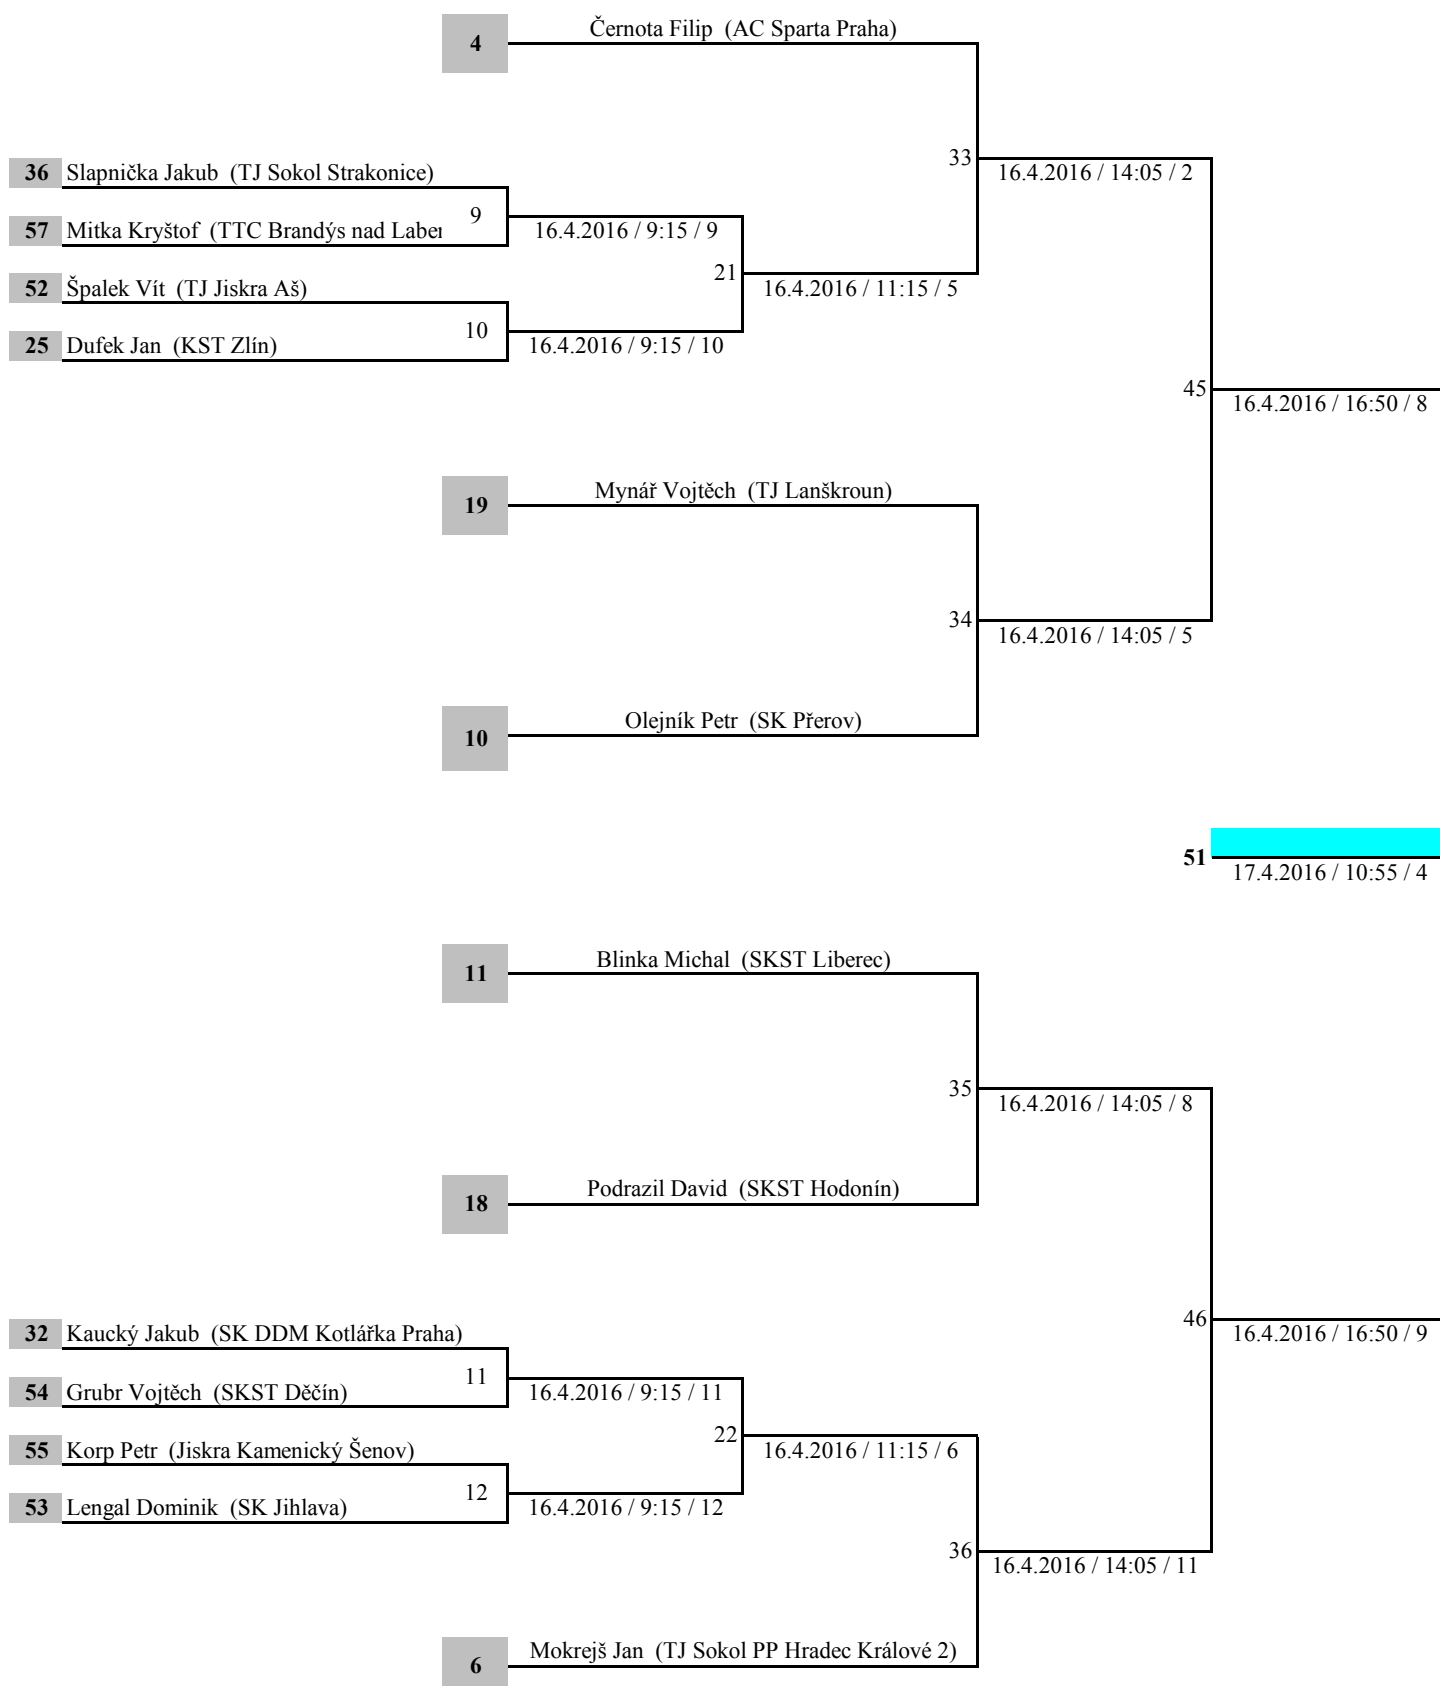 4 Černota Filip (AC Sparta Praha)
33 16.4.2016 / 14:05 / 2
36 Slapnička Jakub (TJ Sokol Strakonice)
9 16.4.2016 / 9:15 / 9
57 Mitka Kryštof (TTC Brandýs nad Laber
21 16.4.2016 / 11:15 / 5
52 Špalek Vít (TJ Jiskra Aš)
10 16.4.2016 / 9:15 / 10
25 Dufek Jan (KST Zlín)
45 16.4.2016 / 16:50 / 8
19 Mynář Vojtěch (TJ Lanškroun)
34 16.4.2016 / 14:05 / 5
10 Olejník Petr (SK Přerov)
51 17.4.2016 / 10:55 / 4
11 Blinka Michal (SKST Liberec)
35 16.4.2016 / 14:05 / 8
18 Podrazil David (SKST Hodonín)
46 16.4.2016 / 16:50 / 9
32 Kaucký Jakub (SK DDM Kotlářka Praha)
11 16.4.2016 / 9:15 / 11
54 Grubr Vojtěch (SKST Děčín)
22 16.4.2016 / 11:15 / 6
55 Korp Petr (Jiskra Kamenický Šenov)
12 16.4.2016 / 9:15 / 12
53 Lengal Dominik (SK Jihlava)
36 16.4.2016 / 14:05 / 11
6 Mokrejš Jan (TJ Sokol PP Hradec Králové 2)